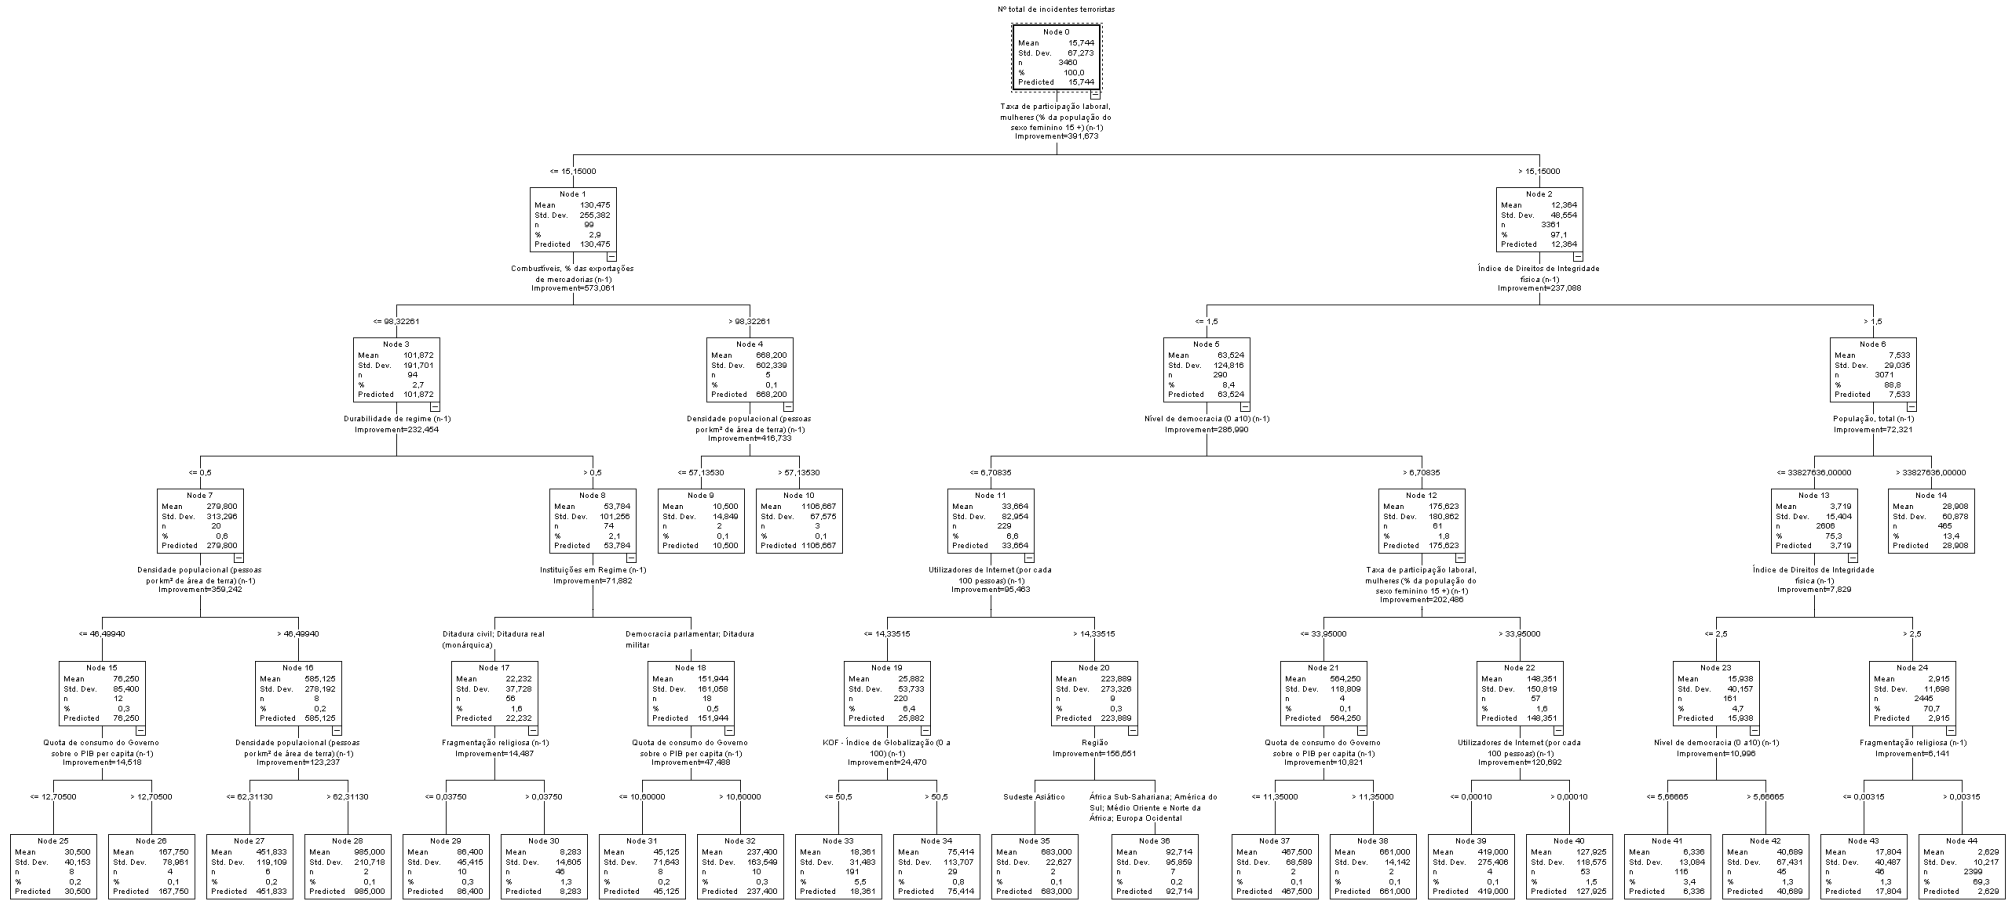 Nº total de incidentes terroristas
Node 0
Mean 15,744
Std. Dev. 67,273
n 3460
% 100,0
Predicted 15,744
Taxa de participação laboral,
mulheres (% da população do
sexo feminino 15 +) (n-1)
Improvement=391,673
<= 15,15000
> 15,15000
Node 1
Mean 130,475
Std. Dev. 255,382
n 99
% 2,9
Predicted 130,475
Node 2
Mean 12,364
Std. Dev. 48,554
n 3361
% 97,1
Predicted 12,364
Combustíveis, % das exportações
de mercadorias (n-1)
Improvement=573,061
Índice de Direitos de Integridade
física (n-1)
Improvement=237,088
<= 98,32261
> 98,32261
<= 1,5
> 1,5
Node 3
Mean 101,872
Std. Dev. 191,701
n 94
% 2,7
Predicted 101,872
Node 4
Mean 668,200
Std. Dev. 602,339
n 5
% 0,1
Predicted 668,200
Node 5
Mean 63,524
Std. Dev. 124,816
n 290
% 8,4
Predicted 63,524
Node 6
Mean 7,533
Std. Dev. 29,035
n 3071
% 88,8
Predicted 7,533
Durabilidade de regime (n-1)
Improvement=232,454
Densidade populacional (pessoas
por km² de área de terra) (n-1)
Improvement=416,733
Nível de democracia (0 a10) (n-1)
Improvement=286,990
População, total (n-1)
Improvement=72,321
<= 0,5
> 0,5
<= 57,13530
> 57,13530
<= 6,70835
> 6,70835
<= 33827636,00000
> 33827636,00000
Node 7
Mean 279,800
Std. Dev. 313,296
n 20
% 0,6
Predicted 279,800
Node 8
Mean 53,784
Std. Dev. 101,256
n 74
% 2,1
Predicted 53,784
Node 9
Mean 10,500
Std. Dev. 14,849
n 2
% 0,1
Predicted 10,500
Node 10
Mean 1106,667
Std. Dev. 67,575
n 3
% 0,1
Predicted 1106,667
Node 11
Mean 33,664
Std. Dev. 82,954
n 229
% 6,6
Predicted 33,664
Node 12
Mean 175,623
Std. Dev. 180,862
n 61
% 1,8
Predicted 175,623
Node 13
Mean 3,719
Std. Dev. 15,404
n 2606
% 75,3
Predicted 3,719
Node 14
Mean 28,908
Std. Dev. 60,878
n 465
% 13,4
Predicted 28,908
Densidade populacional (pessoas
por km² de área de terra) (n-1)
Improvement=359,242
Instituições em Regime (n-1)
Improvement=71,882
Utilizadores de Internet (por cada
100 pessoas) (n-1)
Improvement=95,463
Taxa de participação laboral,
mulheres (% da população do
sexo feminino 15 +) (n-1)
Improvement=202,486
Índice de Direitos de Integridade
física (n-1)
Improvement=7,829
<= 46,49940
> 46,49940
Ditadura civil; Ditadura real
(monárquica)
Democracia parlamentar; Ditadura
militar
<= 14,33515
> 14,33515
<= 33,95000
> 33,95000
<= 2,5
> 2,5
Node 15
Mean 76,250
Std. Dev. 85,400
n 12
% 0,3
Predicted 76,250
Node 16
Mean 585,125
Std. Dev. 278,192
n 8
% 0,2
Predicted 585,125
Node 17
Mean 22,232
Std. Dev. 37,728
n 56
% 1,6
Predicted 22,232
Node 18
Mean 151,944
Std. Dev. 161,058
n 18
% 0,5
Predicted 151,944
Node 19
Mean 25,882
Std. Dev. 53,733
n 220
% 6,4
Predicted 25,882
Node 20
Mean 223,889
Std. Dev. 273,326
n 9
% 0,3
Predicted 223,889
Node 21
Mean 564,250
Std. Dev. 118,809
n 4
% 0,1
Predicted 564,250
Node 22
Mean 148,351
Std. Dev. 150,819
n 57
% 1,6
Predicted 148,351
Node 23
Mean 15,938
Std. Dev. 40,157
n 161
% 4,7
Predicted 15,938
Node 24
Mean 2,915
Std. Dev. 11,698
n 2445
% 70,7
Predicted 2,915
Quota de consumo do Governo
sobre o PIB per capita (n-1)
Improvement=14,518
Densidade populacional (pessoas
por km² de área de terra) (n-1)
Improvement=123,237
Fragmentação religiosa (n-1)
Improvement=14,487
Quota de consumo do Governo
sobre o PIB per capita (n-1)
Improvement=47,488
KOF - Índice de Globalização (0 a
100) (n-1)
Improvement=24,470
Região
Improvement=156,651
Quota de consumo do Governo
sobre o PIB per capita (n-1)
Improvement=10,821
Utilizadores de Internet (por cada
100 pessoas) (n-1)
Improvement=120,692
Nível de democracia (0 a10) (n-1)
Improvement=10,996
Fragmentação religiosa (n-1)
Improvement=6,141
<= 12,70500
> 12,70500
<= 62,31130
> 62,31130
<= 0,03750
> 0,03750
<= 10,60000
> 10,60000
<= 50,5
> 50,5
Sudeste Asiático
África Sub-Sahariana; América do
Sul; Médio Oriente e Norte da
África; Europa Ocidental
<= 11,35000
> 11,35000
<= 0,00010
> 0,00010
<= 5,66665
> 5,66665
<= 0,00315
> 0,00315
Node 25
Mean 30,500
Std. Dev. 40,153
n 8
% 0,2
Predicted 30,500
Node 26
Mean 167,750
Std. Dev. 78,961
n 4
% 0,1
Predicted 167,750
Node 27
Mean 451,833
Std. Dev. 119,109
n 6
% 0,2
Predicted 451,833
Node 28
Mean 985,000
Std. Dev. 210,718
n 2
% 0,1
Predicted 985,000
Node 29
Mean 86,400
Std. Dev. 45,415
n 10
% 0,3
Predicted 86,400
Node 30
Mean 8,283
Std. Dev. 14,605
n 46
% 1,3
Predicted 8,283
Node 31
Mean 45,125
Std. Dev. 71,643
n 8
% 0,2
Predicted 45,125
Node 32
Mean 237,400
Std. Dev. 163,549
n 10
% 0,3
Predicted 237,400
Node 33
Mean 18,361
Std. Dev. 31,483
n 191
% 5,5
Predicted 18,361
Node 34
Mean 75,414
Std. Dev. 113,707
n 29
% 0,8
Predicted 75,414
Node 35
Mean 683,000
Std. Dev. 22,627
n 2
% 0,1
Predicted 683,000
Node 36
Mean 92,714
Std. Dev. 95,859
n 7
% 0,2
Predicted 92,714
Node 37
Mean 467,500
Std. Dev. 68,589
n 2
% 0,1
Predicted 467,500
Node 38
Mean 661,000
Std. Dev. 14,142
n 2
% 0,1
Predicted 661,000
Node 39
Mean 419,000
Std. Dev. 275,406
n 4
% 0,1
Predicted 419,000
Node 40
Mean 127,925
Std. Dev. 118,575
n 53
% 1,5
Predicted 127,925
Node 41
Mean 6,336
Std. Dev. 13,084
n 116
% 3,4
Predicted 6,336
Node 42
Mean 40,689
Std. Dev. 67,431
n 45
% 1,3
Predicted 40,689
Node 43
Mean 17,804
Std. Dev. 40,487
n 46
% 1,3
Predicted 17,804
Node 44
Mean 2,629
Std. Dev. 10,217
n 2399
% 69,3
Predicted 2,629